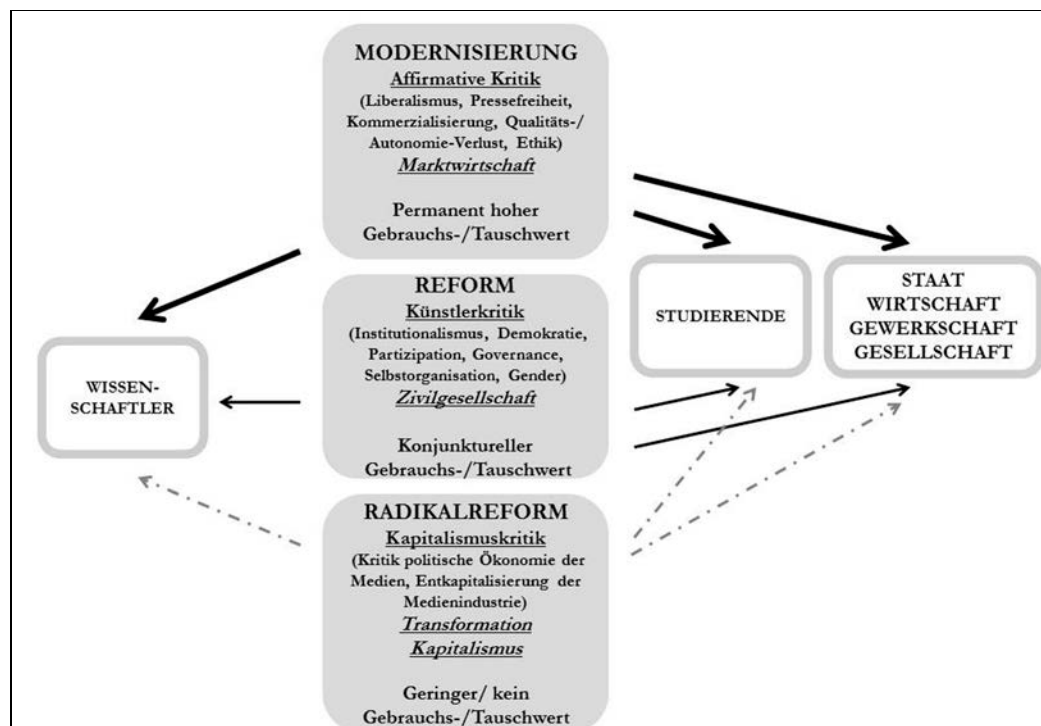 MODERNISIERUNG
Affirmative Kritik
(Liberalismus, Pressefreiheit,
Kommerzialisierung, Qualitäts-/
Autonomie-Verlust, Ethik)
Marktwirtschaft
Permanent hoher
Gebrauchs-/Tauschwert
REFORM
Künstlerkritik
(Institutionalismus, Demokratie,
Partizipation, Governance,
Selbstorganisation, Gender)
Zivilgesellschaft
Konjunktureller
Gebrauchs-/Tauschwert
RADIKALREFORM
Kapitalismuskritik
(Kritik politische Ökonomie der
Medien, Entkapitalisierung der
Medienindustrie)
Transformation
Kapitalismus
Geringer/ kein
Gebrauchs-/Tauschwert
WISSEN-
SCHAFTLER
STUDIERENDE
STAAT
WIRTSCHAFT
GEWERKSCHAFT
GESELLSCHAFT